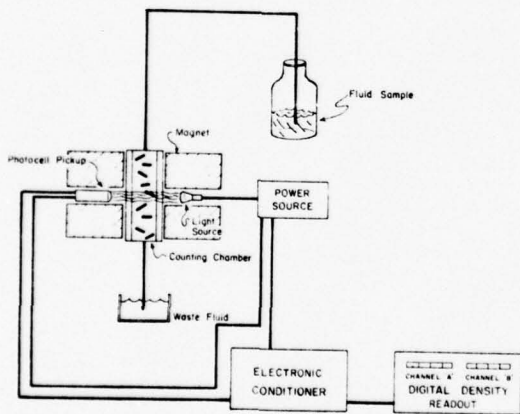 Fluid Sample
Magnet
Photocell Pickup
POWER
SOURCE
Light
Source
Counting Chamber
Waste Fluid
ELECTRONIC
CONDITIONER
CHANNEL 'A' CHANNEL 'B'
DIGITAL DENSITY
READOUT